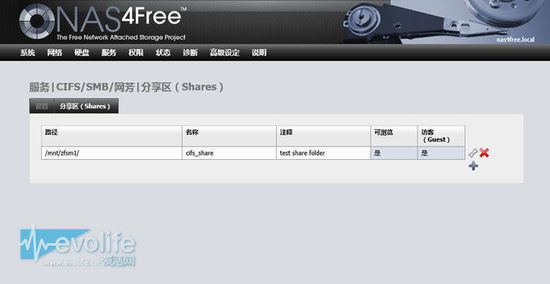 NAS4Free™
The Free Network Attached Storage Project
nas4free.local
系统 网络 硬盘 服务 权限 状态 诊断 高级设定 说明
服务|CIFS/SMB/网芳|分享区（Shares）
设置 分享区（Shares）
路径 名称 注释 可浏览 访客（Guest）
/mnt/zfsm1/ cifs_share test share folder 是 是
evolife
www.evolife.cn 爱活网